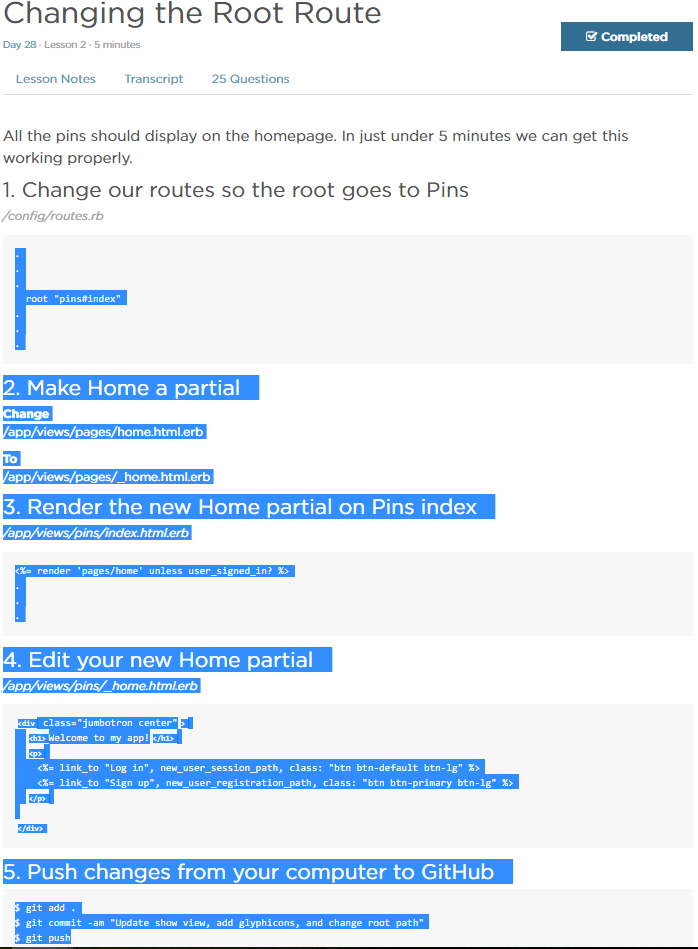 Changing the Root Route
Day 28 · Lesson 2 · 5 minutes
Completed
Lesson Notes Transcript 25 Questions
All the pins should display on the homepage. In just under 5 minutes we can get this
working properly.
1. Change our routes so the root goes to Pins
/config/routes.rb
.
.
.
root "pins#index"
.
.
.
2. Make Home a partial
Change
/app/views/pages/home.html.erb
To
/app/views/pages/_home.html.erb
3. Render the new Home partial on Pins index
/app/views/pins/index.html.erb
<%= render 'pages/home' unless user_signed_in? %>
.
.
.
4. Edit your new Home partial
/app/views/pins/_home.html.erb
<div class="jumbotron center" >
<h1> Welcome to my app! </h1>
<p>
<%= link_to "Log in", new_user_session_path, class: "btn btn-default btn-lg" %>
<%= link_to "Sign up", new_user_registration_path, class: "btn btn-primary btn-lg" %>
</p>
</div>
5. Push changes from your computer to GitHub
$ git add .
$ git commit -am "Update show view, add glyphicons, and change root path"
$ git push